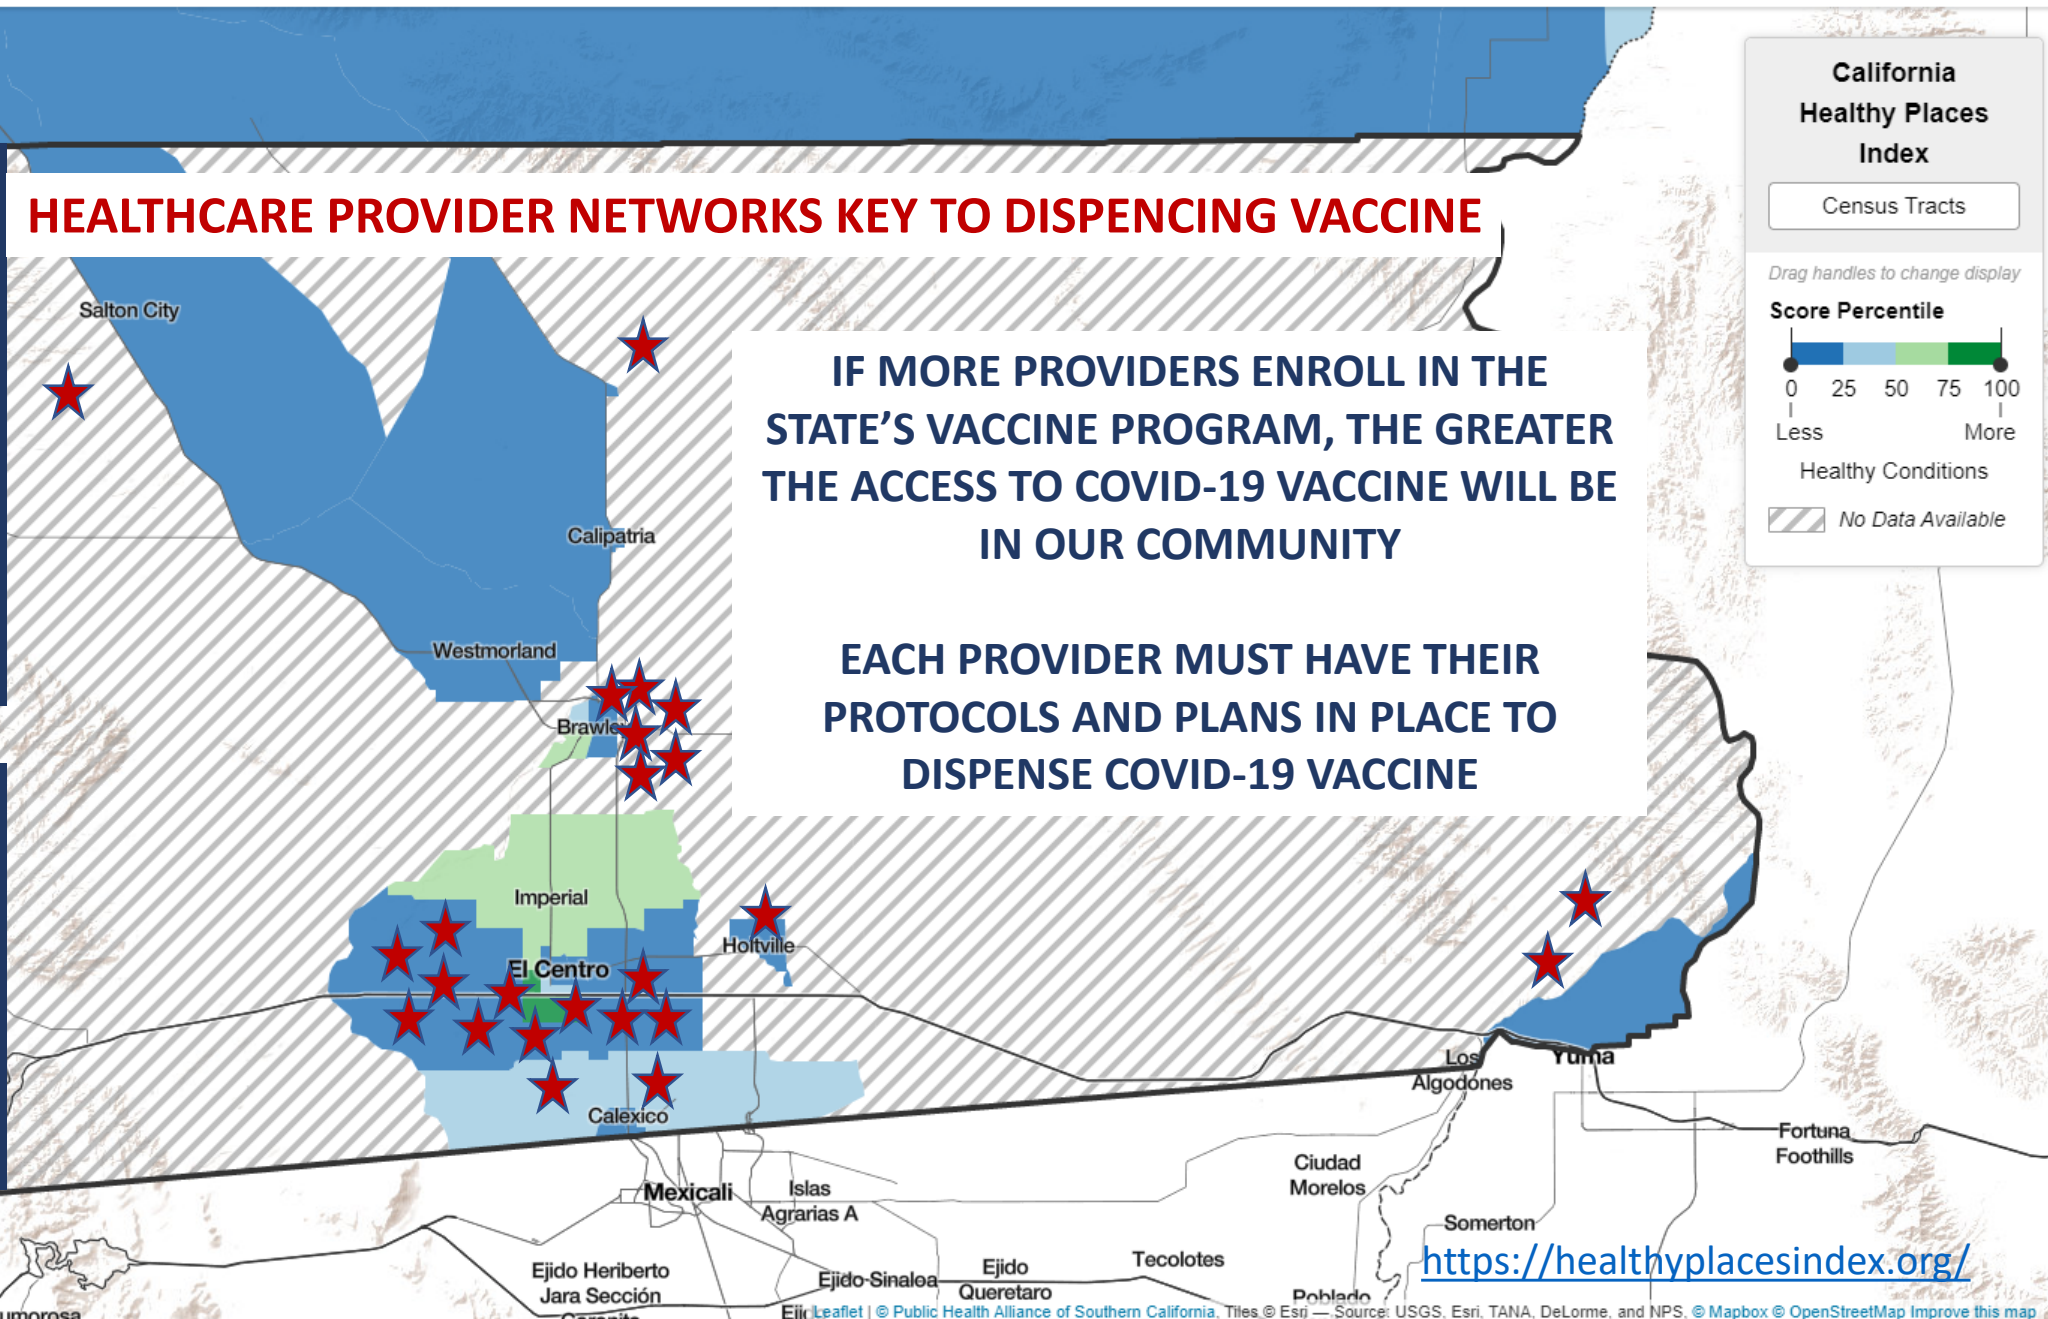 HEALTHCARE PROVIDER NETWORKS KEY TO DISPENCING VACCINE
IF MORE PROVIDERS ENROLL IN THE
STATE’S VACCINE PROGRAM, THE GREATER
THE ACCESS TO COVID-19 VACCINE WILL BE
IN OUR COMMUNITY
EACH PROVIDER MUST HAVE THEIR
PROTOCOLS AND PLANS IN PLACE TO
DISPENSE COVID-19 VACCINE
California
Healthy Places
Index
Census Tracts
Drag handles to change display
Score Percentile
0 25 50 75 100
Less More
Healthy Conditions
No Data Available
Salton City
Calipatria
Westmorland
Imperial
Holtville
El Centro
Calexico
Los
Algodones
Yuma
Fortuna
Foothills
Mexicali
Islas
Agrarias A
Ciudad
Morelos
Somerton
Ejido Heriberto
Jara Sección
Ejido Sinaloa
Ejido
Queretaro
Tecolotes
Poblado
https://healthyplacesindex.org/
Leaflet | © Public Health Alliance of Southern California, Tiles © Esri — Source: USGS, Esri, TANA, DeLorme, and NPS, © Mapbox © OpenStreetMap Improve this map